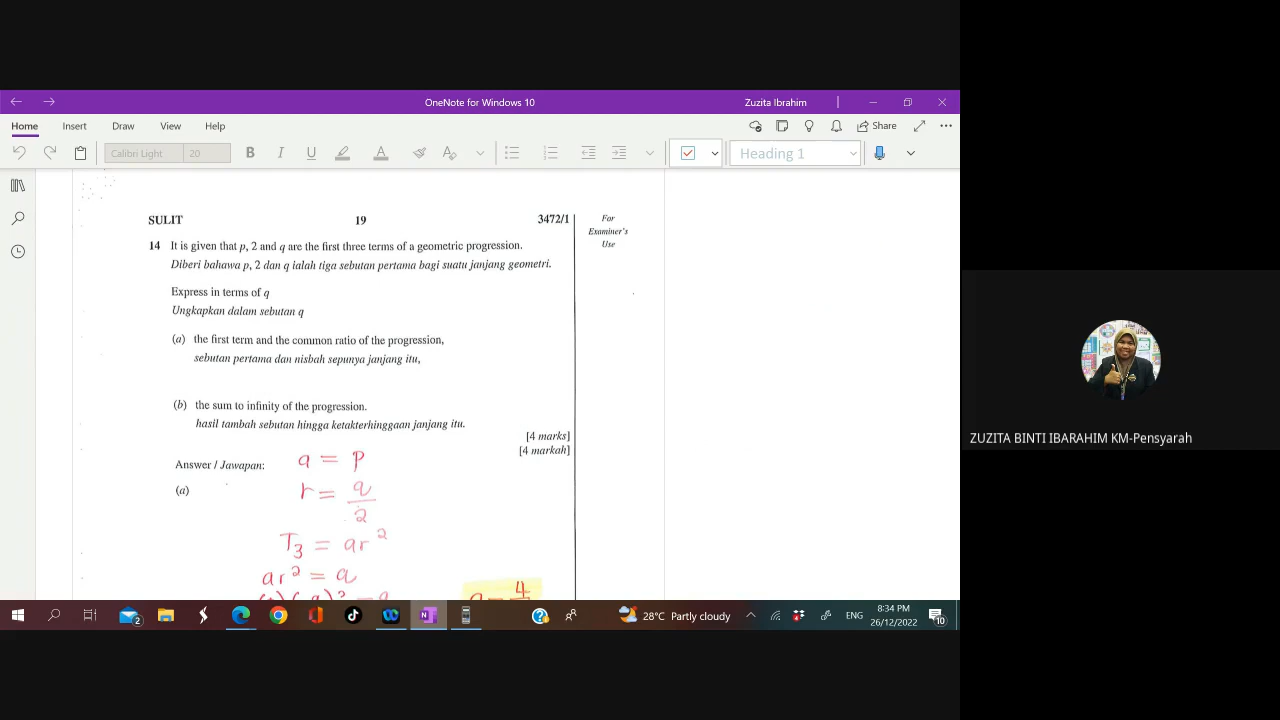 OneNote for Windows 10
Zuzita Ibrahim
Home Insert Draw View Help
Share
Calibri Light 20 B I U A Heading 1
SULIT 19 3472/1
For
Examiner's
Use
14 It is given that p, 2 and q are the first three terms of a geometric progression.
Diberi bahawa p, 2 dan q ialah tiga sebutan pertama bagi suatu janjang geometri.
Express in terms of q
Ungkapkan dalam sebutan q
(a) the first term and the common ratio of the progression,
sebutan pertama dan nisbah sepunya janjang itu,
(b) the sum to infinity of the progression.
hasil tambah sebutan hingga ketakterhinggaan janjang itu.
[4 marks]
[4 markah]
Answer / Jawapan:
a = p
(a)
r = q/2
T3 = ar²
ar² = q
4
ZUZITA BINTI IBARAHIM KM-Pensyarah
2
28°C Partly cloudy
ENG
8:34 PM
26/12/2022
10